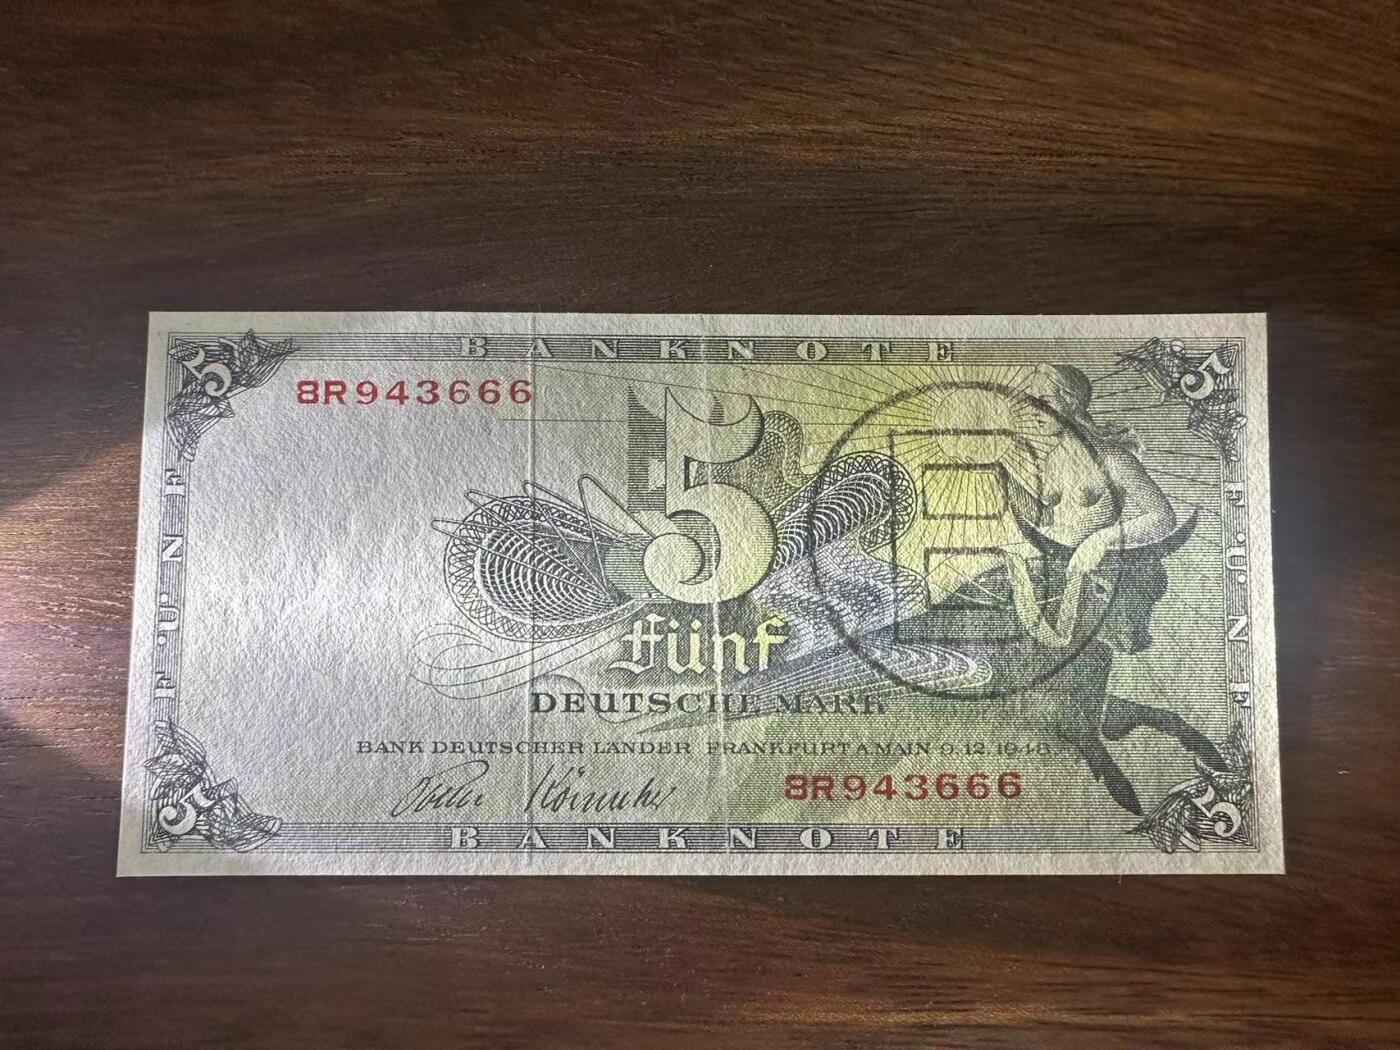 BANKNOTE
5
5
8R943666
5
FÜNF
FÜNF
Fünf
DEUTSCHE MARK
BANK DEUTSCHER LÄNDER FRANKFURT A MAIN 9.12.1948
8R943666
5
5
BANKNOTE
B